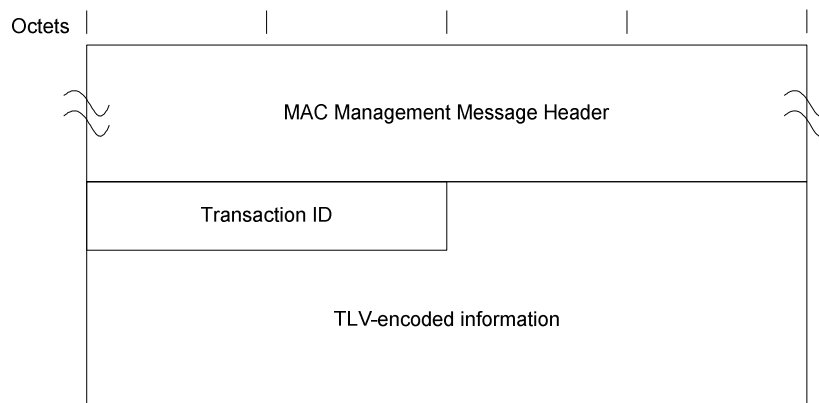 Octets
MAC Management Message Header
Transaction ID
TLV-encoded information